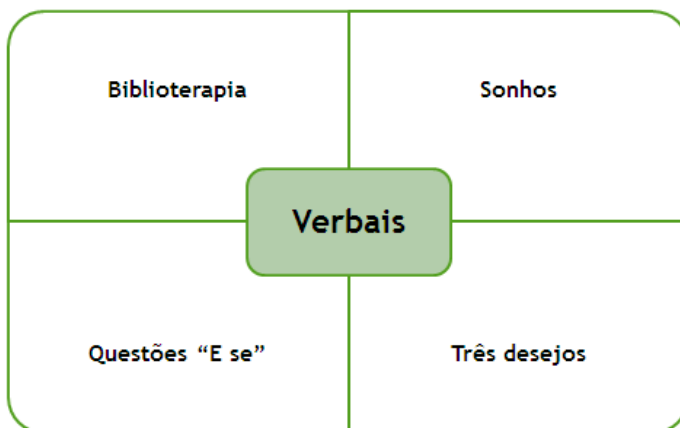 Biblioterapia
Sonhos
Verbais
Questões “E se”
Três desejos